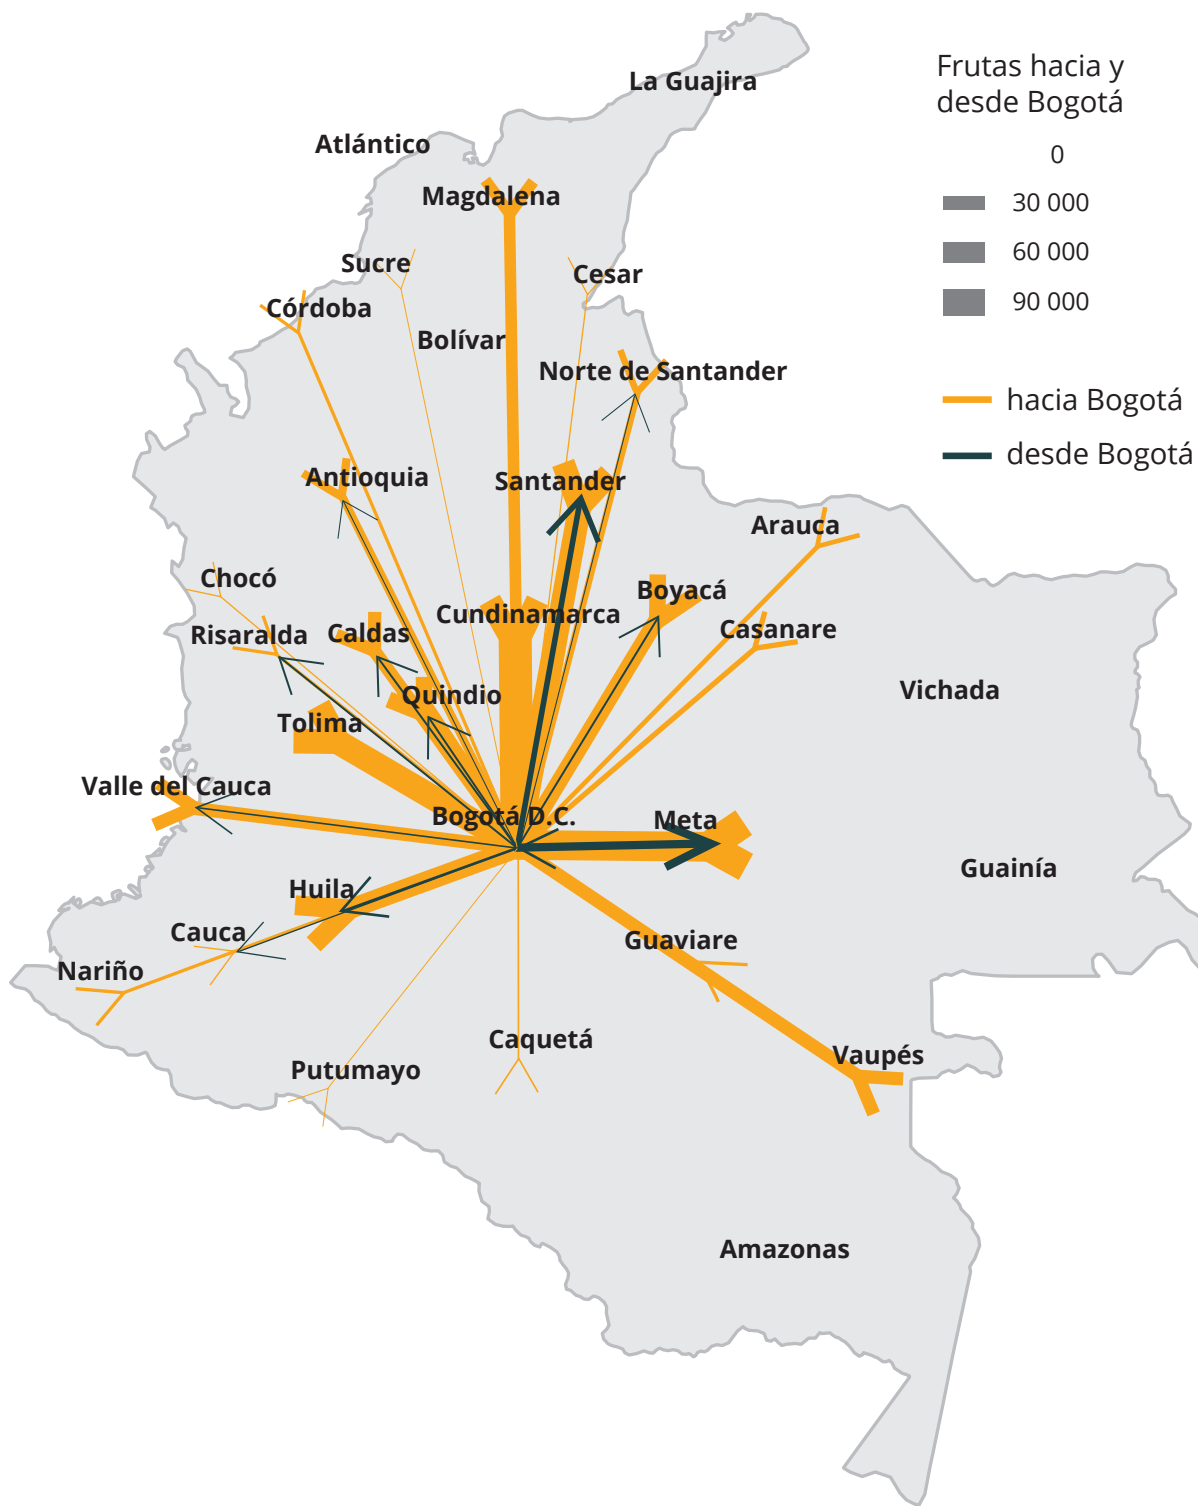 La Guajira
Frutas hacia y
desde Bogotá
0
30 000
60 000
90 000
hacia Bogotá
desde Bogotá
Atlántico
Magdalena
Sucre
Cesar
Córdoba
Bolívar
Norte de Santander
Antioquia
Santander
Arauca
Chocó
Boyacá
Cundinamarca
Risaralda
Caldas
Casanare
Quindio
Vichada
Tolima
Valle del Cauca
Bogotá D.C.
Meta
Guainía
Huila
Cauca
Guaviare
Nariño
Caquetá
Vaupés
Putumayo
Amazonas